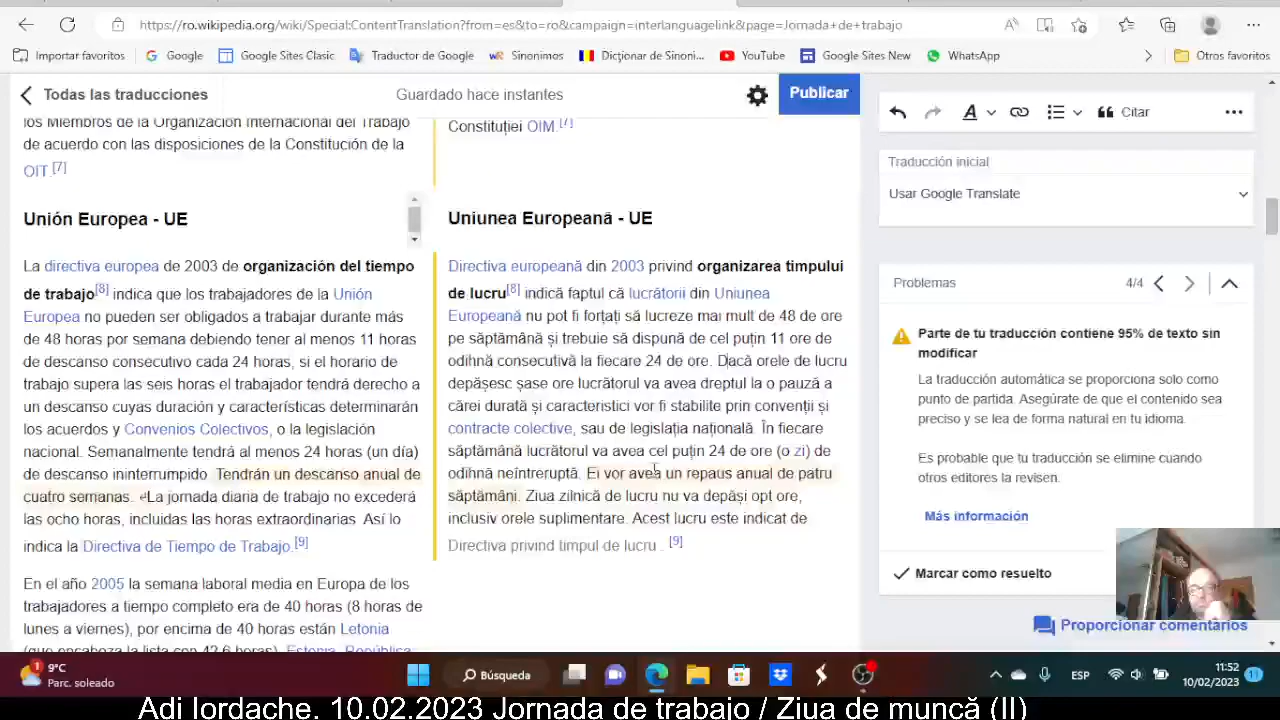 https://ro.wikipedia.org/wiki/Special:ContentTranslation?from=es&to=ro&campaign=interlanguagelink&page=Jornada+de+trabajo
Importar favoritos
Google
Google Sites Clasic
Traductor de Google
Sinonimos
Dicționar de Sinoni...
YouTube
Google Sites New
WhatsApp
Otros favoritos
Todas las traducciones
Guardado hace instantes
Publicar
los Miembros de la Organización Internacional del Trabajo
de acuerdo con las disposiciones de la Constitución de la
OIT.[7]
Unión Europea - UE
La directiva europea de 2003 de organización del tiempo
de trabajo[8] indica que los trabajadores de la Unión
Europea no pueden ser obligados a trabajar durante más
de 48 horas por semana debiendo tener al menos 11 horas
de descanso consecutivo cada 24 horas, si el horario de
trabajo supera las seis horas el trabajador tendrá derecho a
un descanso cuyas duración y características determinarán
los acuerdos y Convenios Colectivos, o la legislación
nacional. Semanalmente tendrá al menos 24 horas (un día)
de descanso ininterrumpido. Tendrán un descanso anual de
cuatro semanas. «La jornada diaria de trabajo no excederá
las ocho horas, incluidas las horas extraordinarias. Así lo
indica la Directiva de Tiempo de Trabajo.[9]
En el año 2005 la semana laboral media en Europa de los
trabajadores a tiempo completo era de 40 horas (8 horas de
lunes a viernes), por encima de 40 horas están Letonia
(que encabeza la lista con 42,6 horas), Estonia, República
Constituției OIM.[7]
Uniunea Europeană - UE
Directiva europeană din 2003 privind organizarea timpului
de lucru[8] indică faptul că lucrătorii din Uniunea
Europeană nu pot fi forțați să lucreze mai mult de 48 de ore
pe săptămână și trebuie să dispună de cel puțin 11 ore de
odihnă consecutivă la fiecare 24 de ore. Dacă orele de lucru
depășesc șase ore lucrătorul va avea dreptul la o pauză a
cărei durată și caracteristici vor fi stabilite prin convenții și
contracte colective, sau de legislația națională. În fiecare
săptămână lucrătorul va avea cel puțin 24 de ore (o zi) de
odihnă neîntreruptă. Ei vor avea un repaus anual de patru
săptămâni. Ziua zilnică de lucru nu va depăși opt ore,
inclusiv orele suplimentare. Acest lucru este indicat de
Directiva privind timpul de lucru . [9]
Citar
Traducción inicial
Usar Google Translate
Problemas
4/4
Parte de tu traducción contiene 95% de texto sin
modificar
La traducción automática se proporciona solo como
punto de partida. Asegúrate de que el contenido sea
preciso y se lea de forma natural en tu idioma.
Es probable que tu traducción se elimine cuando
otros editores la revisen.
Más información
Marcar como resuelto
Proporcionar comentarios
9°C
Parc. soleado
Búsqueda
ESP
11:52
10/02/2023
Adi Iordache. 10.02.2023 Jornada de trabajo / Ziua de muncă (II)